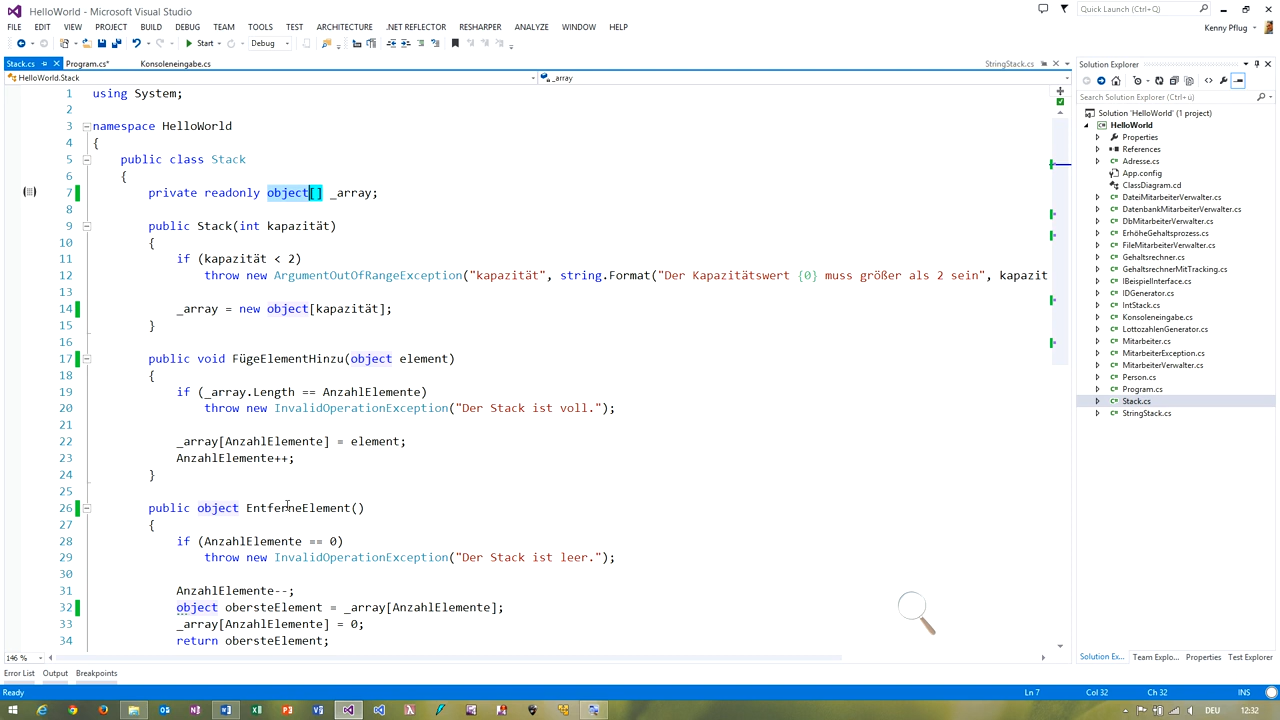 HelloWorld - Microsoft Visual Studio
Quick Launch (Ctrl+Q)
FILE EDIT VIEW PROJECT BUILD DEBUG TEAM TOOLS TEST ARCHITECTURE .NET REFLECTOR RESHARPER ANALYZE WINDOW HELP
Kenny Pflug
Start Debug
Stack.cs Program.cs* Konsoleneingabe.cs StringStack.cs
HelloWorld.Stack _array
1 using System;
2
3 namespace HelloWorld
4 {
5 public class Stack
6 {
7 private readonly object[] _array;
8
9 public Stack(int kapazität)
10 {
11 if (kapazität < 2)
12 throw new ArgumentOutOfRangeException("kapazität", string.Format("Der Kapazitätswert {0} muss größer als 2 sein", kapazit
13
14 _array = new object[kapazität];
15 }
16
17 public void FügeElementHinzu(object element)
18 {
19 if (_array.Length == AnzahlElemente)
20 throw new InvalidOperationException("Der Stack ist voll.");
21
22 _array[AnzahlElemente] = element;
23 AnzahlElemente++;
24 }
25
26 public object EntferneElement()
27 {
28 if (AnzahlElemente == 0)
29 throw new InvalidOperationException("Der Stack ist leer.");
30
31 AnzahlElemente--;
32 object obersteElement = _array[AnzahlElemente];
33 _array[AnzahlElemente] = 0;
34 return obersteElement;
146 %
Solution Explorer
Search Solution Explorer (Ctrl+ü)
Solution 'HelloWorld' (1 project)
HelloWorld
Properties
References
Adresse.cs
App.config
ClassDiagram.cd
DateiMitarbeiterVerwalter.cs
DatenbankMitarbeiterVerwalter.cs
DbMitarbeiterVerwalter.cs
ErhöheGehaltsprozess.cs
FileMitarbeiterVerwalter.cs
Gehaltsrechner.cs
GehaltsrechnerMitTracking.cs
IBeispielInterface.cs
IDGenerator.cs
IntStack.cs
Konsoleneingabe.cs
LottozahlenGenerator.cs
Mitarbeiter.cs
MitarbeiterException.cs
MitarbeiterVerwalter.cs
Person.cs
Program.cs
Stack.cs
StringStack.cs
Solution Ex... Team Explo... Properties Test Explorer
Error List Output Breakpoints
Ready Ln 7 Col 32 Ch 32 INS
DEU 12:32